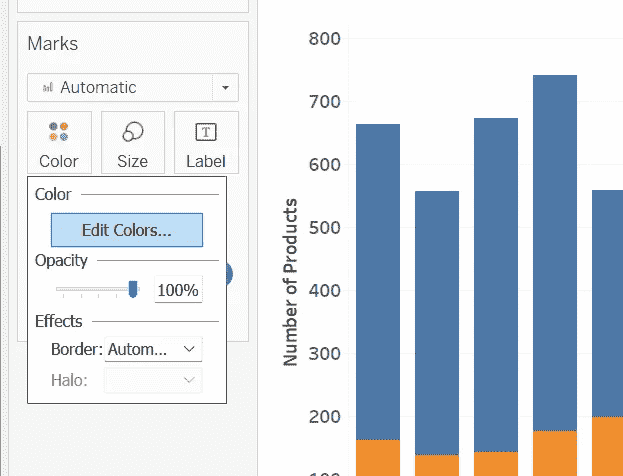 Marks
Automatic
Color
Size
T
Label
Color
Edit Colors...
Opacity
100%
Effects
Border: Autom...
Halo:
Number of Products
800
700
600
500
400
300
200
100